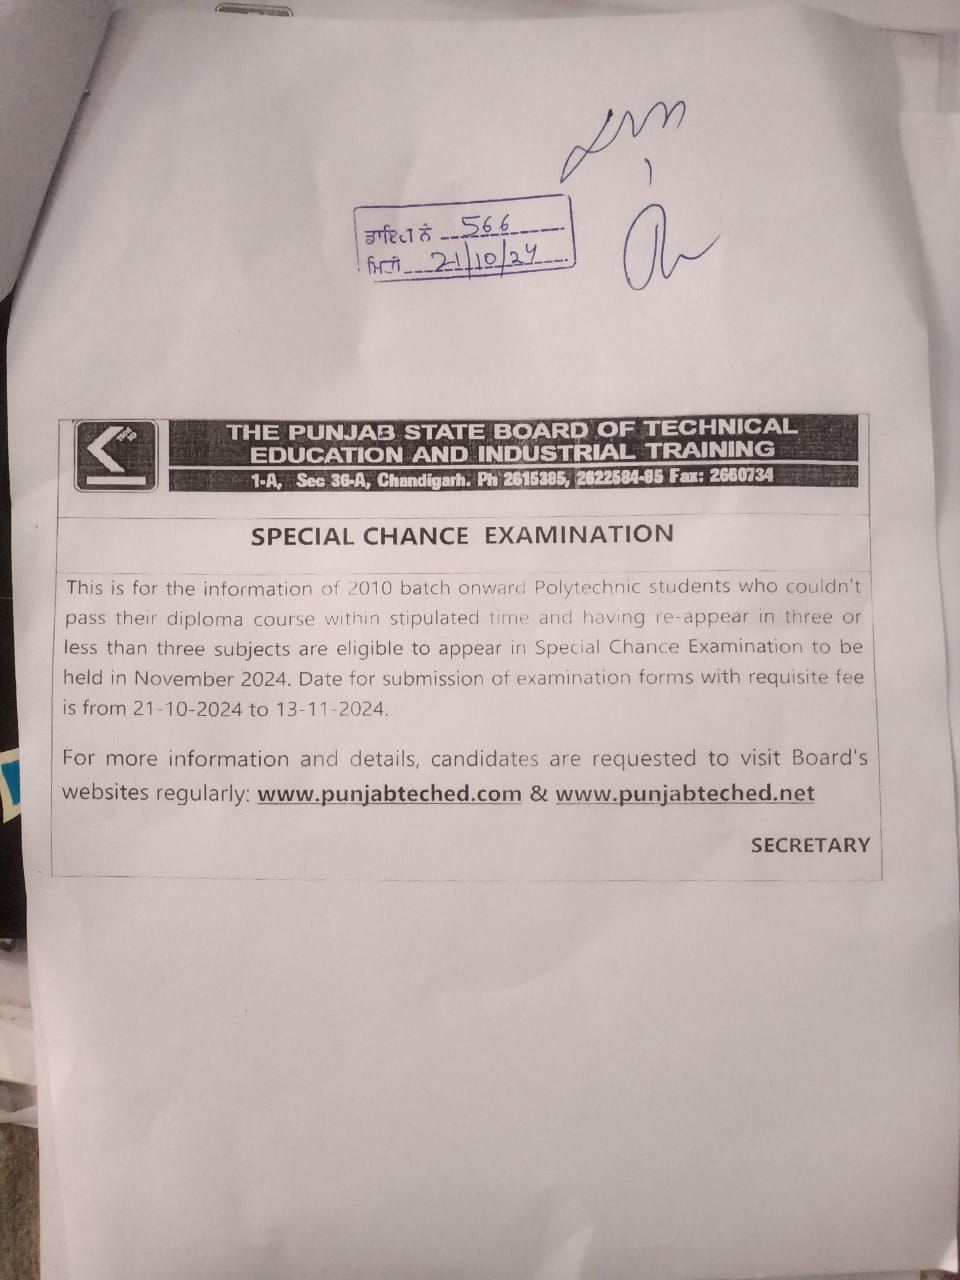 ਡਾਇਰੀ ਨੰ 566
ਮਿਤੀ 21/10/24
THE PUNJAB STATE BOARD OF TECHNICAL
EDUCATION AND INDUSTRIAL TRAINING
1-A, Sec 36-A, Chandigarh. Ph 2615385, 2622584-85 Fax: 2660734
SPECIAL CHANCE EXAMINATION
This is for the information of 2010 batch onward Polytechnic students who couldn't
pass their diploma course within stipulated time and having re-appear in three or
less than three subjects are eligible to appear in Special Chance Examination to be
held in November 2024. Date for submission of examination forms with requisite fee
is from 21-10-2024 to 13-11-2024.
For more information and details, candidates are requested to visit Board's
websites regularly: www.punjabteched.com & www.punjabteched.net
SECRETARY